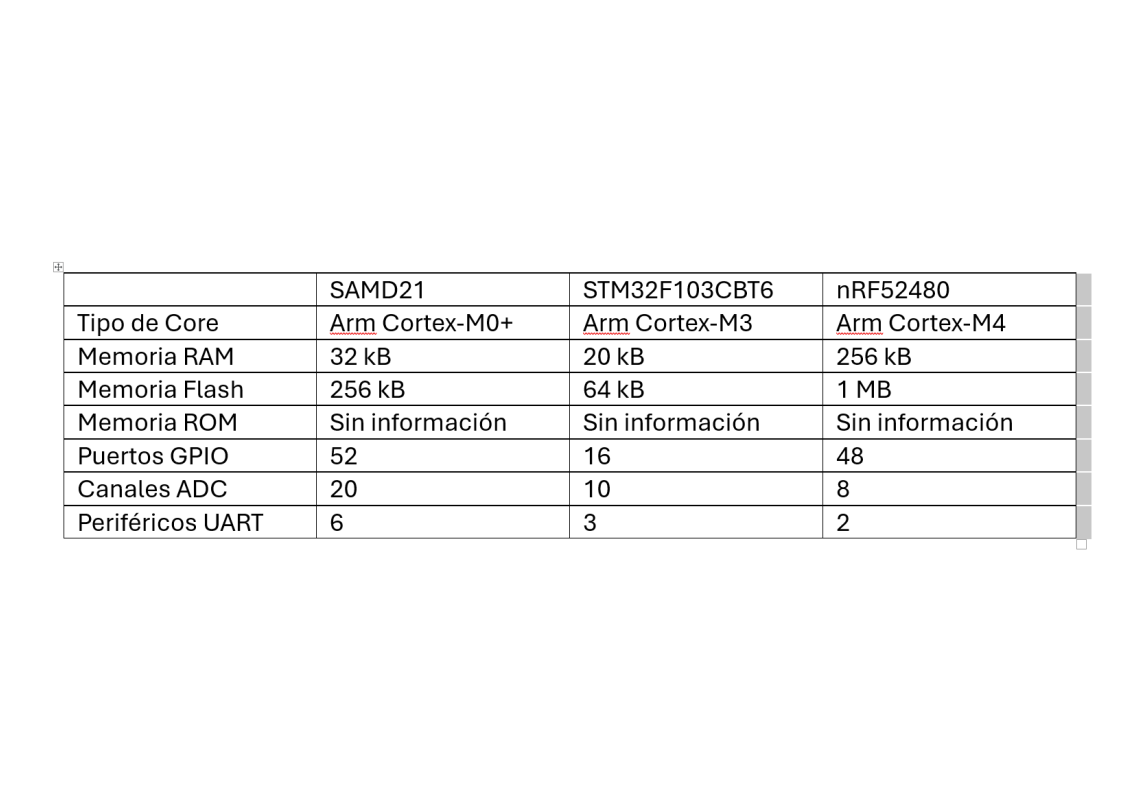 SAMD21 STM32F103CBT6 nRF52480
Tipo de Core Arm Cortex-M0+ Arm Cortex-M3 Arm Cortex-M4
Memoria RAM 32 kB 20 kB 256 kB
Memoria Flash 256 kB 64 kB 1 MB
Memoria ROM Sin información Sin información Sin información
Puertos GPIO 52 16 48
Canales ADC 20 10 8
Periféricos UART 6 3 2